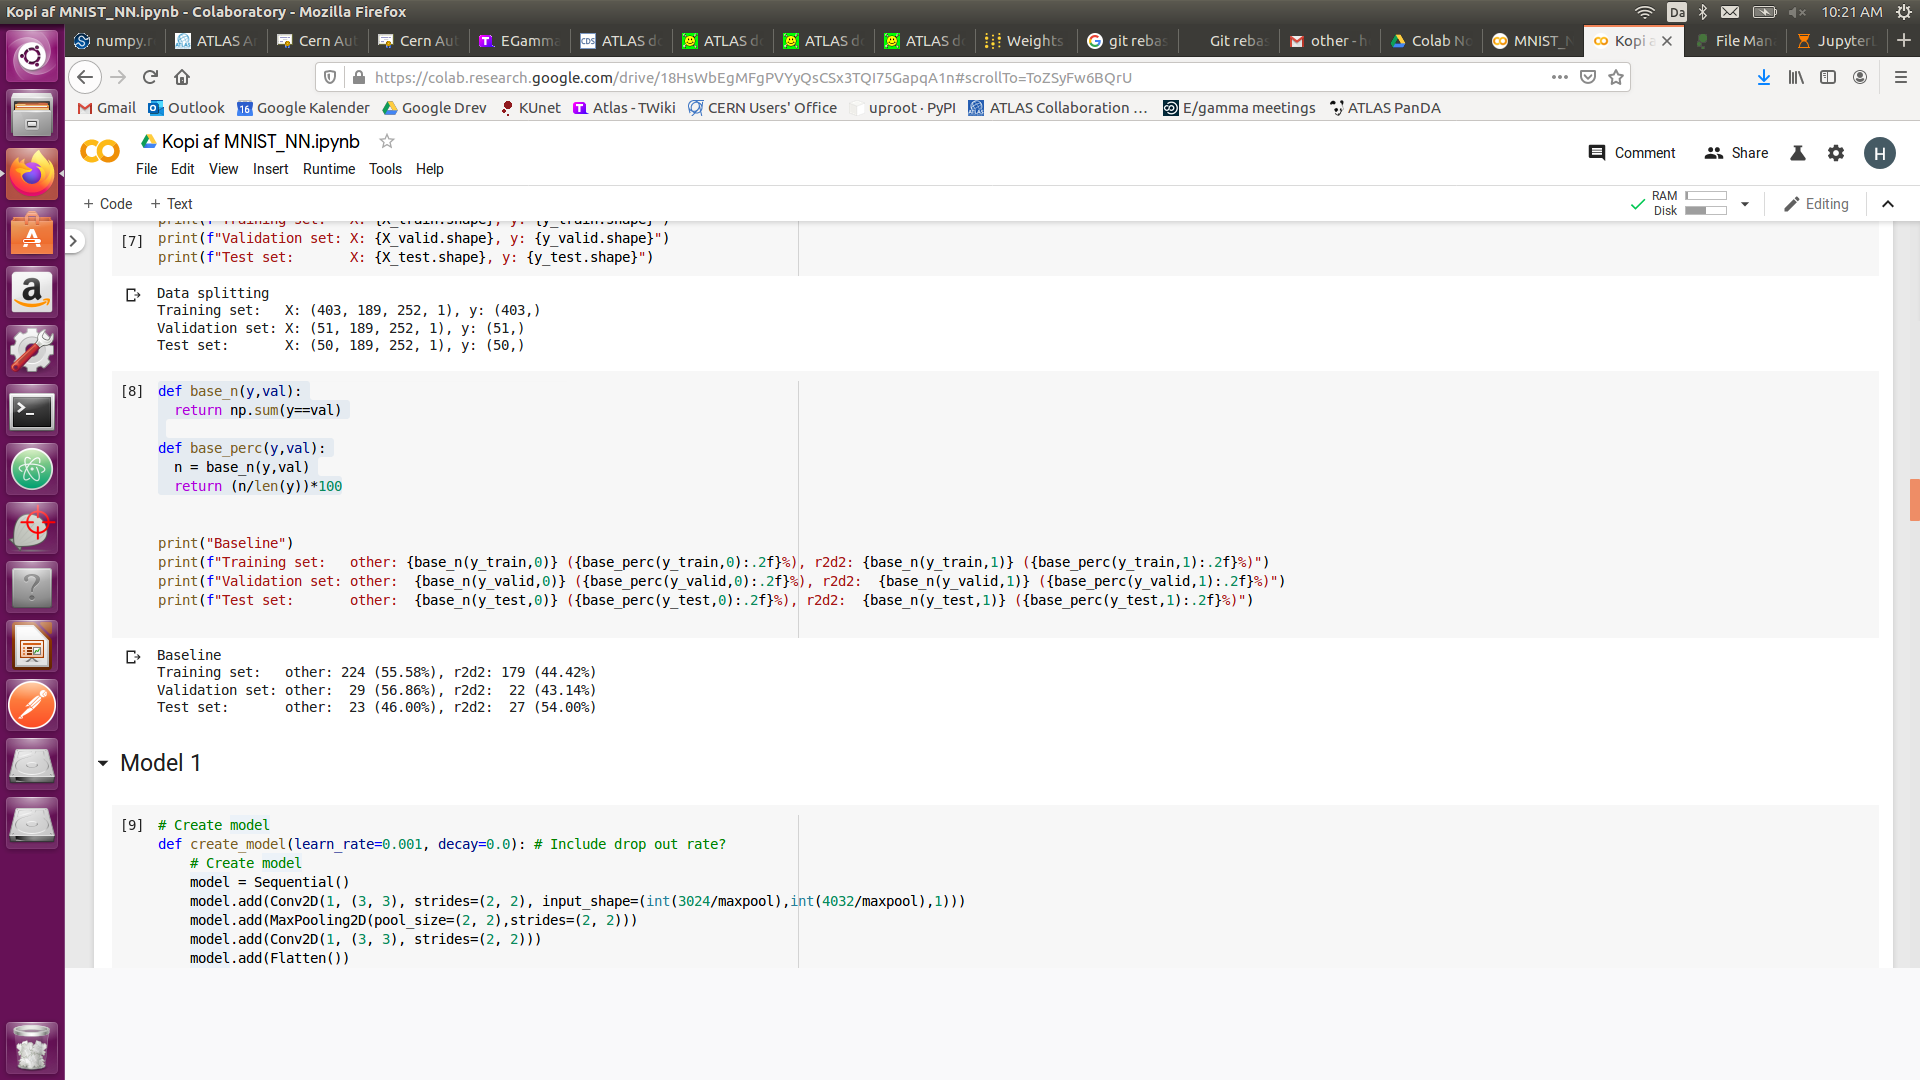 Kopi af MNIST_NN.ipynb - Colaboratory - Mozilla Firefox
Da
10:21 AM
numpy.r
ATLAS A
Cern Aut
Cern Aut
EGamma
ATLAS do
ATLAS do
ATLAS do
ATLAS do
Weights
git rebas
Git rebas
other - h
Colab No
MNIST_N
Kopi a
File Man
Jupyter
https://colab.research.google.com/drive/18HsWbEgMFgPVYyQsCSx3TQI75GapqA1n#scrollTo=ToZSyFw6BQrU
Gmail
Outlook
16
Google Kalender
Google Drev
KUnet
Atlas - TWiki
CERN Users' Office
uproot · PyPI
ATLAS Collaboration …
E/gamma meetings
ATLAS PanDA
Kopi af MNIST_NN.ipynb
File Edit View Insert Runtime Tools Help
Comment
Share
H
+ Code + Text
RAM
Disk
Editing
print(f"Training set:   X: {X_train.shape}, y: {y_train.shape}")
[7] print(f"Validation set: X: {X_valid.shape}, y: {y_valid.shape}")
print(f"Test set:       X: {X_test.shape}, y: {y_test.shape}")
Data splitting
Training set:   X: (403, 189, 252, 1), y: (403,)
Validation set: X: (51, 189, 252, 1), y: (51,)
Test set:       X: (50, 189, 252, 1), y: (50,)
[8] def base_n(y,val):
  return np.sum(y==val)
def base_perc(y,val):
  n = base_n(y,val)
  return (n/len(y))*100
print("Baseline")
print(f"Training set:   other: {base_n(y_train,0)} ({base_perc(y_train,0):.2f}%), r2d2: {base_n(y_train,1)} ({base_perc(y_train,1):.2f}%)")
print(f"Validation set: other:  {base_n(y_valid,0)} ({base_perc(y_valid,0):.2f}%), r2d2:  {base_n(y_valid,1)} ({base_perc(y_valid,1):.2f}%)")
print(f"Test set:       other:  {base_n(y_test,0)} ({base_perc(y_test,0):.2f}%), r2d2:  {base_n(y_test,1)} ({base_perc(y_test,1):.2f}%)")
Baseline
Training set:   other: 224 (55.58%), r2d2: 179 (44.42%)
Validation set: other:  29 (56.86%), r2d2:  22 (43.14%)
Test set:       other:  23 (46.00%), r2d2:  27 (54.00%)
Model 1
[9] # Create model
def create_model(learn_rate=0.001, decay=0.0): # Include drop out rate?
    # Create model
    model = Sequential()
    model.add(Conv2D(1, (3, 3), strides=(2, 2), input_shape=(int(3024/maxpool),int(4032/maxpool),1)))
    model.add(MaxPooling2D(pool_size=(2, 2),strides=(2, 2)))
    model.add(Conv2D(1, (3, 3), strides=(2, 2)))
    model.add(Flatten())